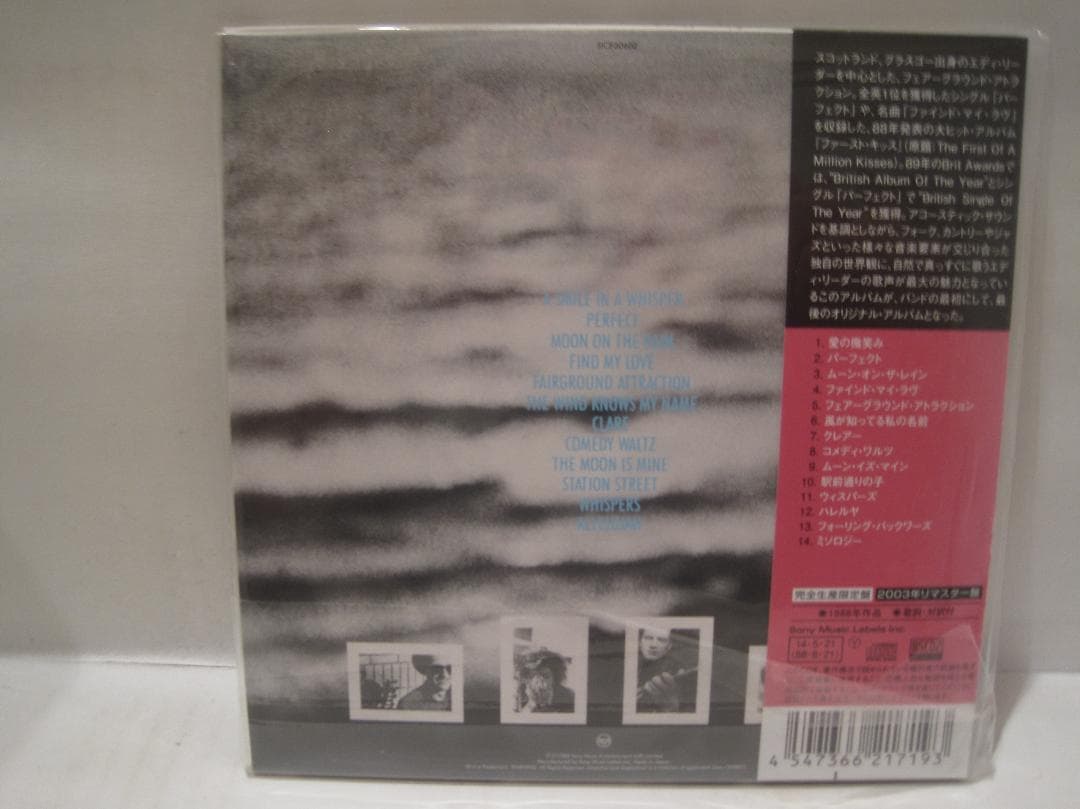 A SMILE IN A WHISPER
PERFECT
MOON ON THE RAIN
FIND MY LOVE
FAIRGROUND ATTRACTION
THE WIND KNOWS MY NAME
CLARE
COMEDY WALTZ
THE MOON IS MINE
STATION STREET
WHISPERS
ALLELUJAH
スコットランド、グラスゴー出身のエディ・リー
ダーを中心とした、フェアーグラウンド・アトラ
クション。全英1位を獲得したシングル「パー
フェクト」や、名曲「ファインド・マイ・ラヴ」
を収録した、88年発表の大ヒット・アルバム
「ファースト・キッス」(原題:The First Of A
Million Kisses)。89年のBrit Awardsで
は、"British Album Of The Year"とシン
グル「パーフェクト」で"British Single Of
The Year"を獲得。アコースティック・サウン
ドを基調としながら、フォーク、カントリーやジャ
ズといった様々な音楽要素が交じり合った
独自の世界観に、自然で真っすぐに歌うエデ
ィ・リーダーの歌声が最大の魅力となってい
るこのアルバムが、バンドの最初にして、最
後のオリジナル・アルバムとなった。
1. 愛の微笑み
2. パーフェクト
3. ムーン・オン・ザ・レイン
4. ファインド・マイ・ラヴ
5. フェアーグラウンド・アトラクション
6. 風が知ってる私の名前
7. クレアー
8. コメディ・ワルツ
9. ムーン・イズ・マイン
10. 駅前通りの子
11. ウィスパーズ
12. ハレルヤ
13. フォーリング・バックワーズ
14. ミソロジー
完全生産限定盤 2003年リマスター盤
●1988年作品 ●歌詞・対訳付
Sony Music Labels Inc.
14・5・21 Ⓨ
(88・8・21)
4 547366 217193